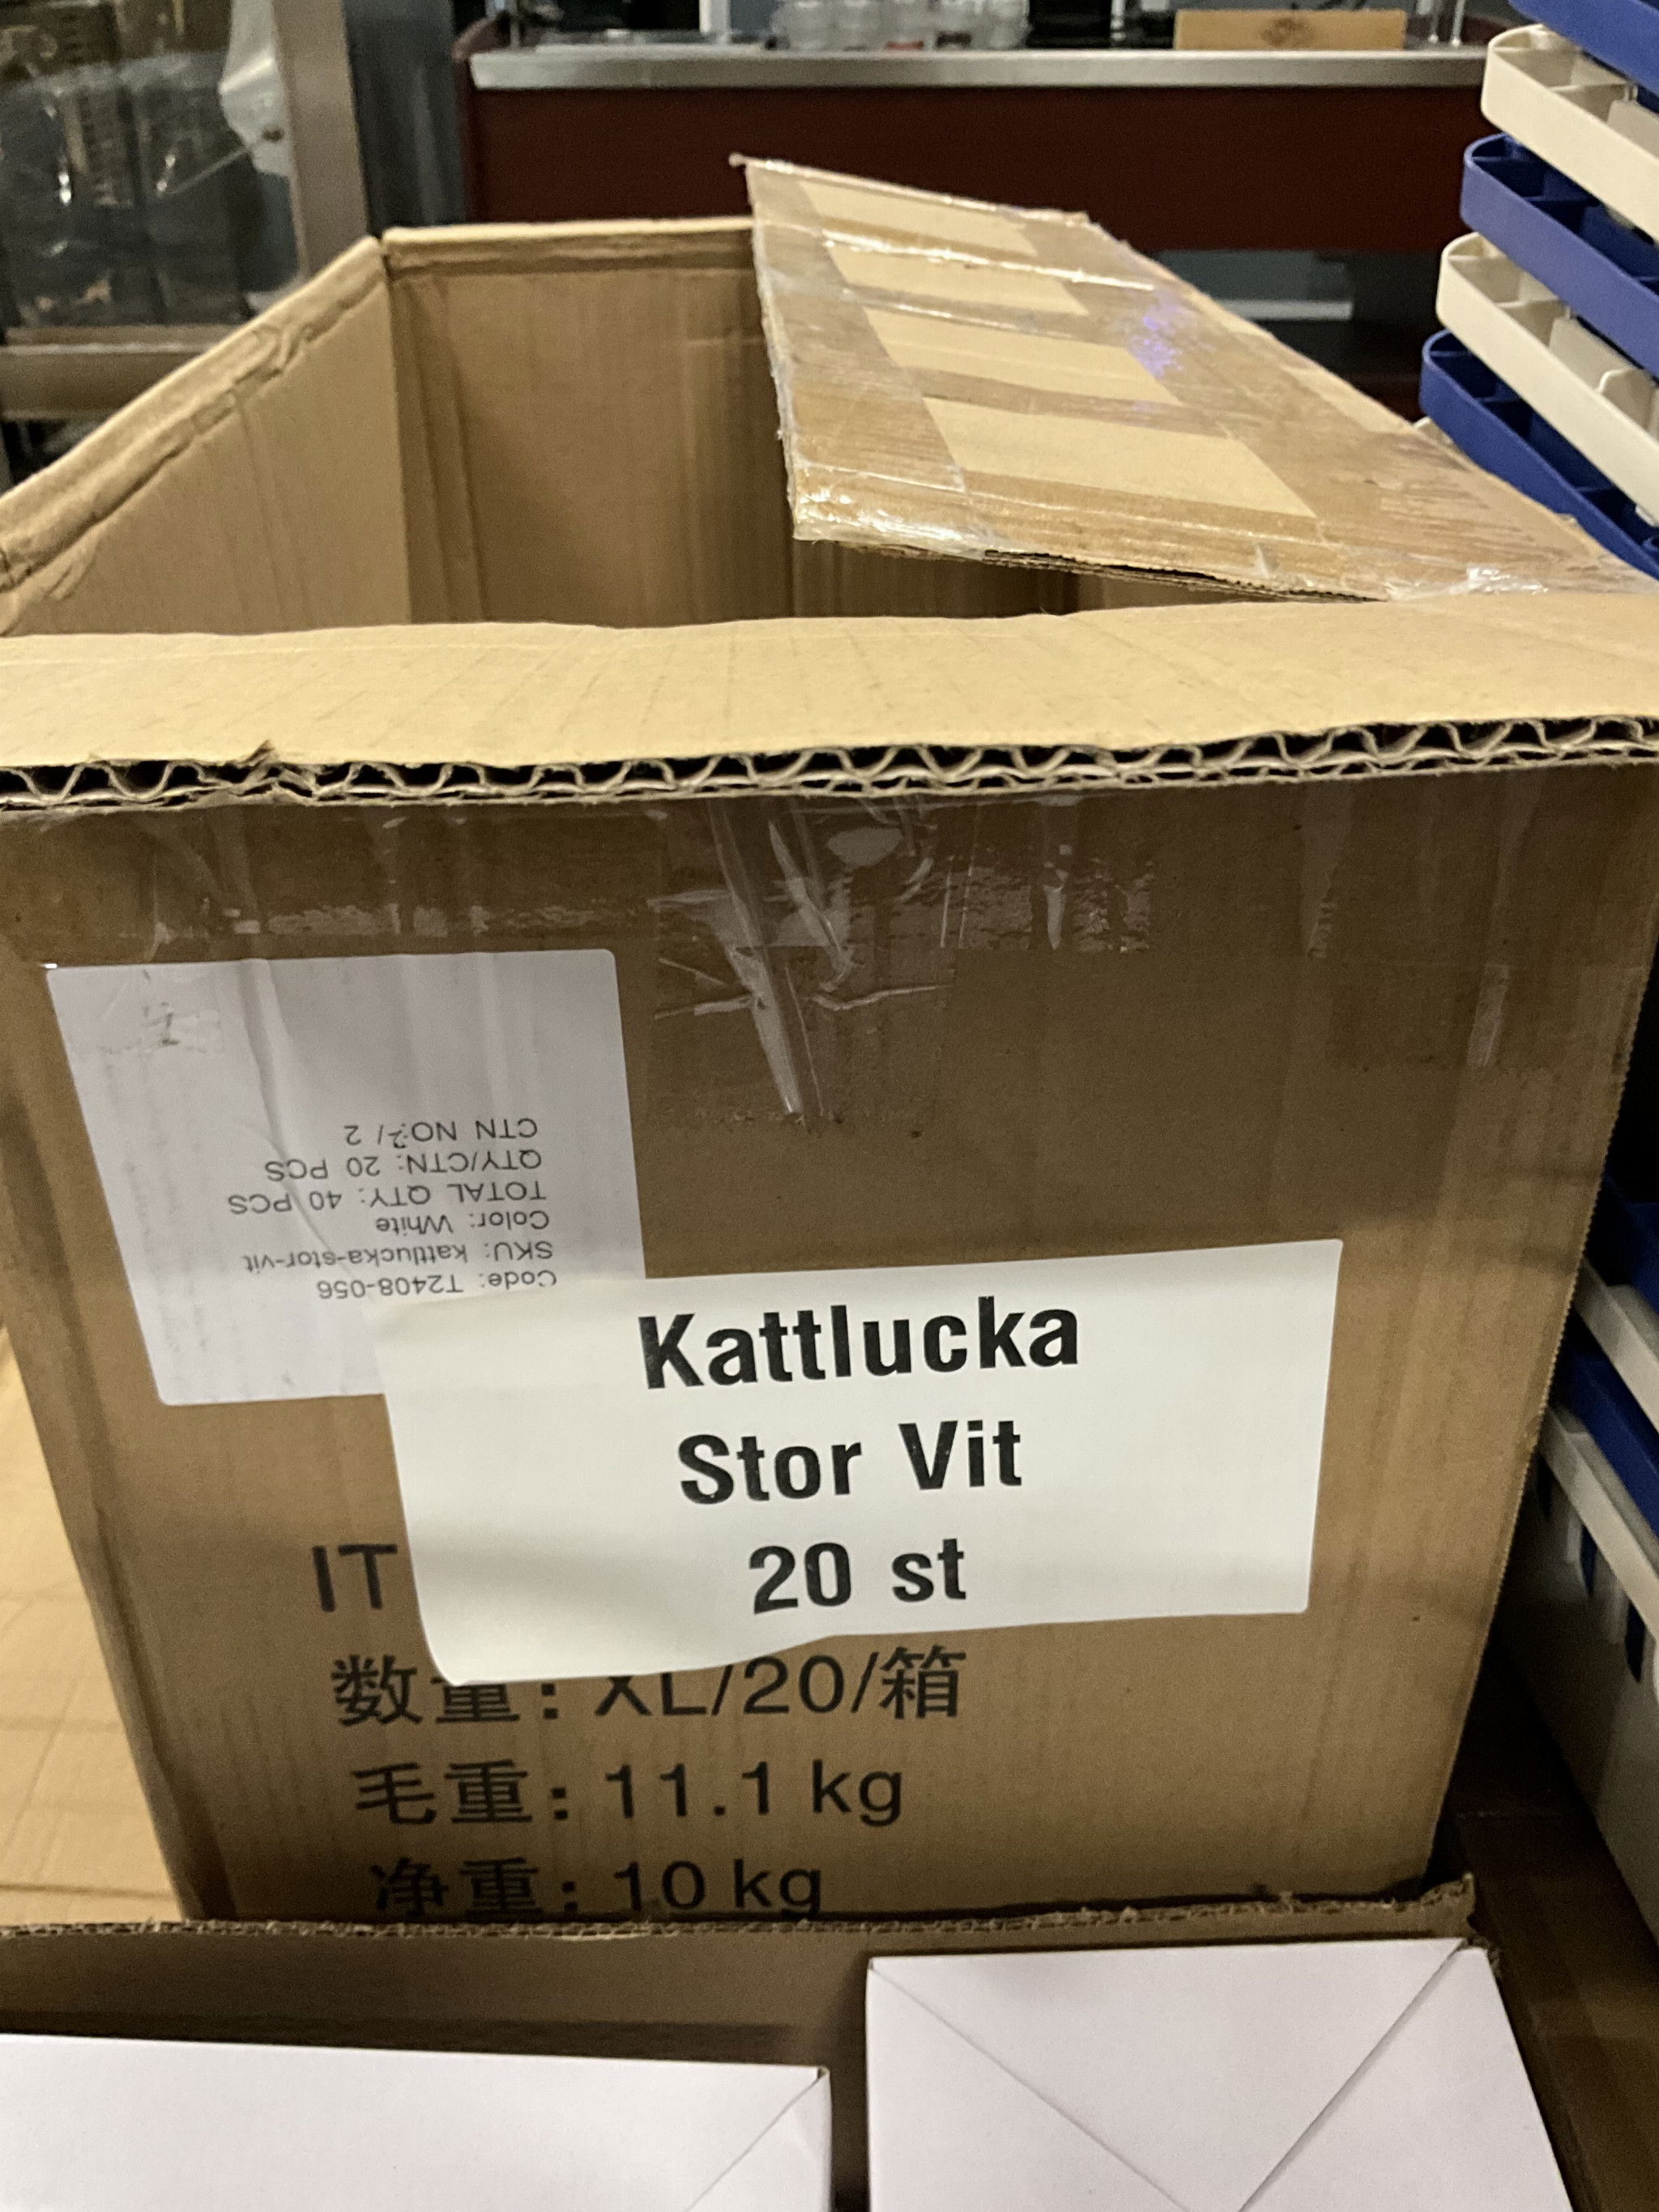 Code: T2408-056
SKU: kattlucka-stor-vit
Color: White
TOTAL QTY: 40 PCS
QTY/CTN: 20 PCS
CTN NO: 2/ 2
Kattlucka
Stor Vit
20 st
IT
数量: XL/20/箱
毛重: 11.1 kg
净重: 10 kg